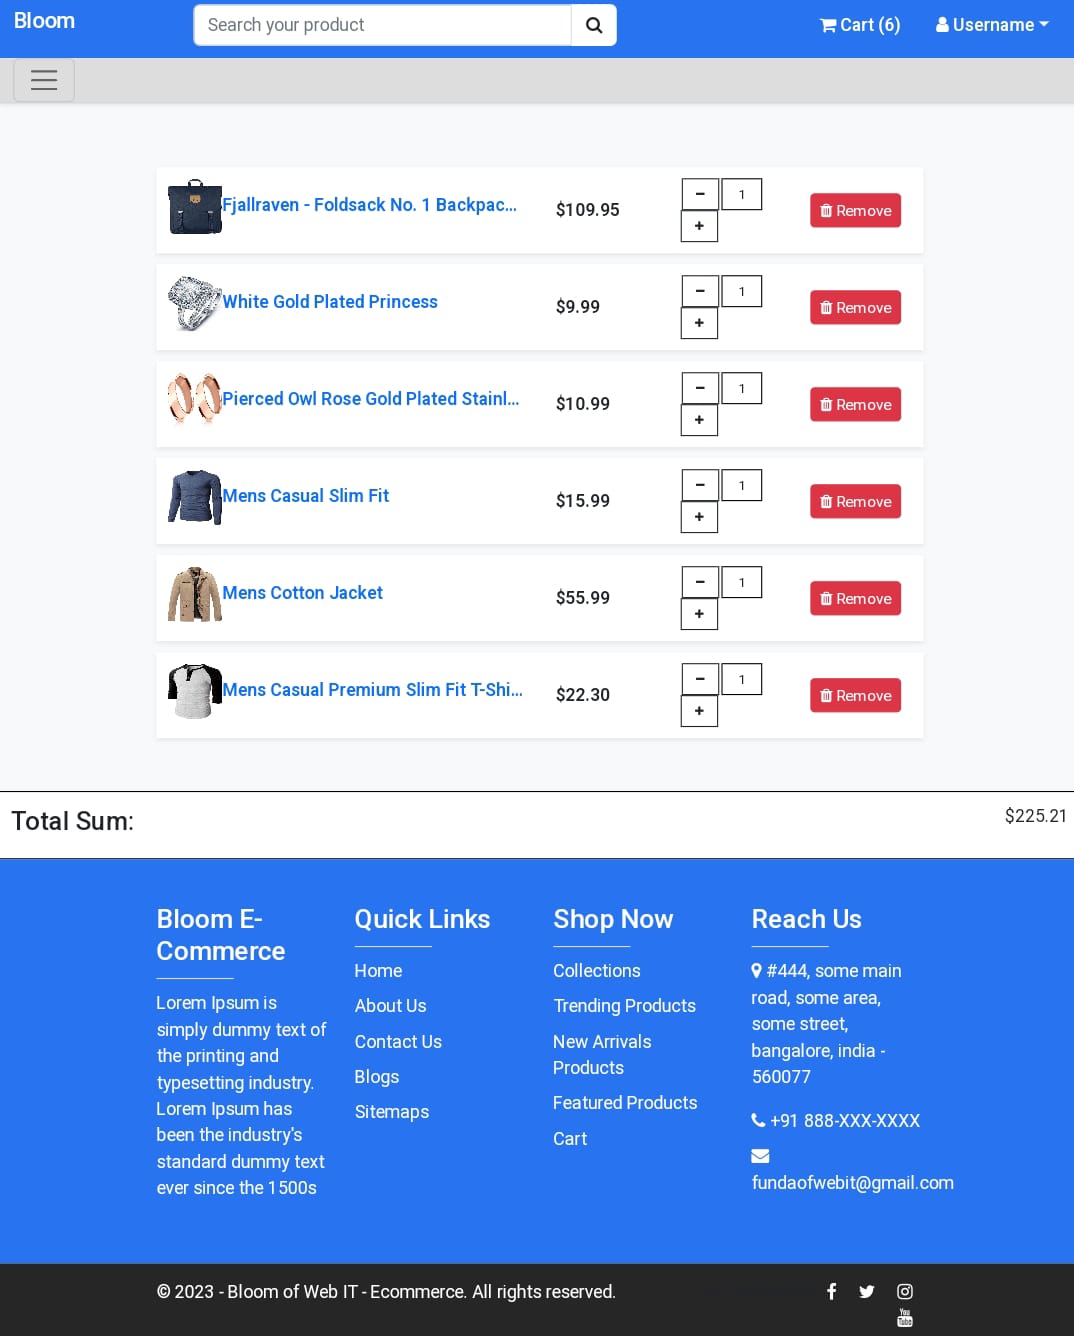 Bloom
Search your product
Cart (6)
Username
Fjallraven - Foldsack No. 1 Backpac...
$109.95
1
Remove
White Gold Plated Princess
$9.99
1
Remove
Pierced Owl Rose Gold Plated Stainl...
$10.99
1
Remove
Mens Casual Slim Fit
$15.99
1
Remove
Mens Cotton Jacket
$55.99
1
Remove
Mens Casual Premium Slim Fit T-Shi...
$22.30
1
Remove
Total Sum:
$225.21
Bloom E-
Commerce
Lorem Ipsum is
simply dummy text of
the printing and
typesetting industry.
Lorem Ipsum has
been the industry's
standard dummy text
ever since the 1500s
Quick Links
Home
About Us
Contact Us
Blogs
Sitemaps
Shop Now
Collections
Trending Products
New Arrivals
Products
Featured Products
Cart
Reach Us
#444, some main
road, some area,
some street,
bangalore, india -
560077
+91 888-XXX-XXXX
fundaofwebit@gmail.com
© 2023 - Bloom of Web IT - Ecommerce. All rights reserved.
You
Tube